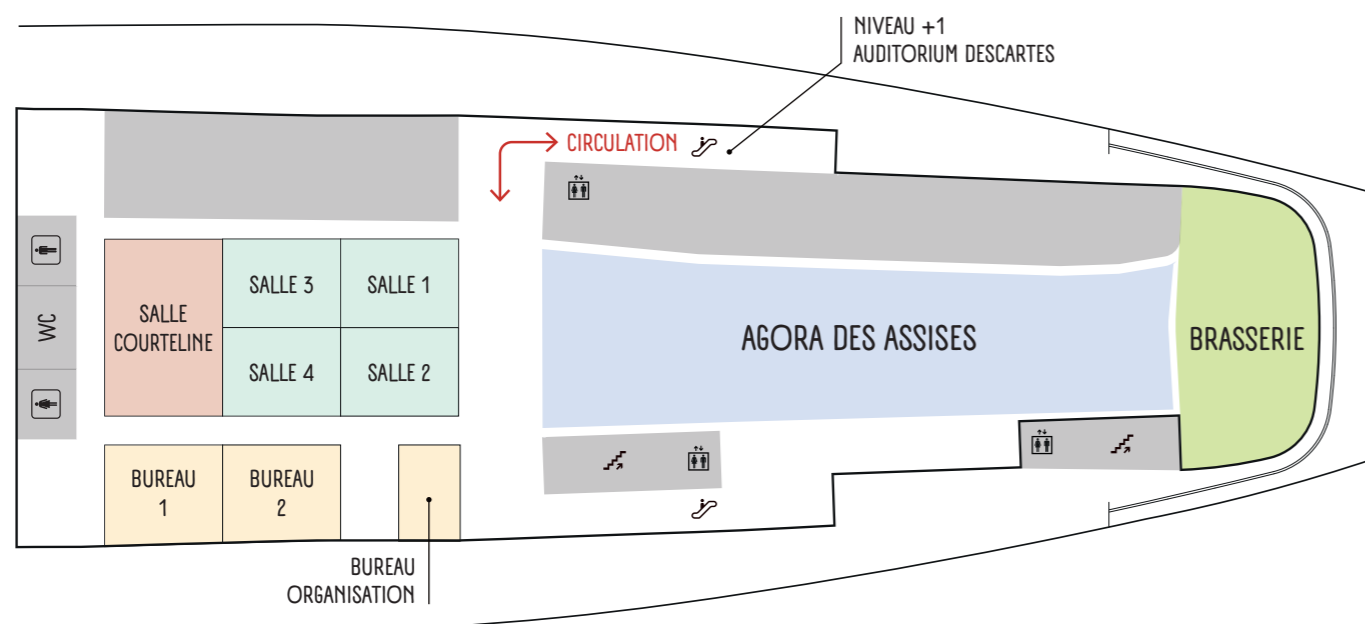 NIVEAU +1
AUDITORIUM DESCARTES
CIRCULATION
WC
SALLE
COURTELINE
SALLE 3
SALLE 1
SALLE 4
SALLE 2
AGORA DES ASSISES
BRASSERIE
BUREAU
1
BUREAU
2
BUREAU
ORGANISATION